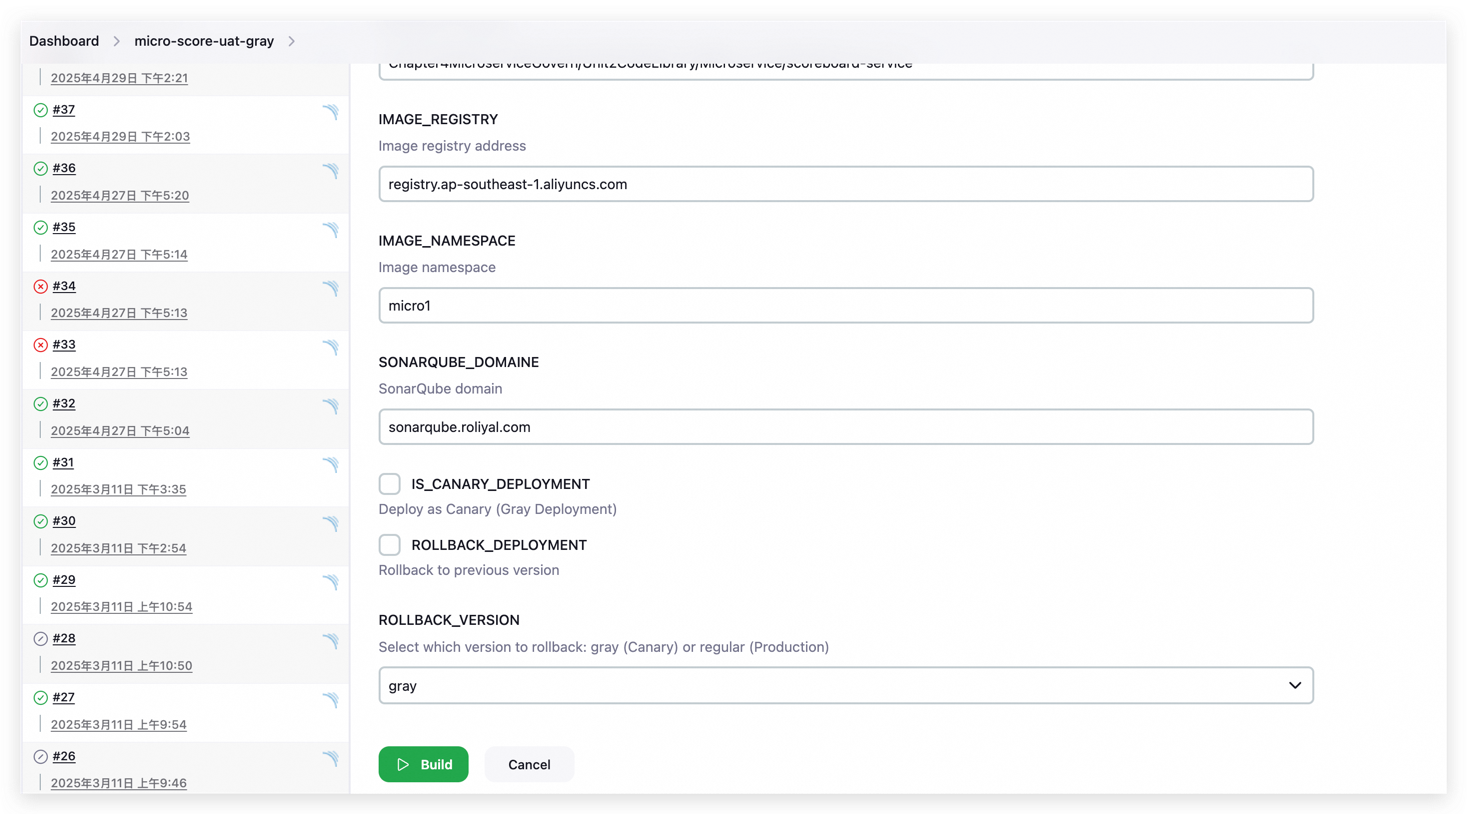 Dashboard
micro-score-uat-gray
2025年4月29日 下午2:21
#37
2025年4月29日 下午2:03
#36
2025年4月27日 下午5:20
#35
2025年4月27日 下午5:14
#34
2025年4月27日 下午5:13
#33
2025年4月27日 下午5:13
#32
2025年4月27日 下午5:04
#31
2025年3月11日 下午3:35
#30
2025年3月11日 下午2:54
#29
2025年3月11日 上午10:54
#28
2025年3月11日 上午10:50
#27
2025年3月11日 上午9:54
#26
2025年3月11日 上午9:46
Chapter4MicroserviceGovern/Unit2CodeLibrary/Microservice/scoreboard-service
IMAGE_REGISTRY
Image registry address
registry.ap-southeast-1.aliyuncs.com
IMAGE_NAMESPACE
Image namespace
micro1
SONARQUBE_DOMAINE
SonarQube domain
sonarqube.roliyal.com
IS_CANARY_DEPLOYMENT
Deploy as Canary (Gray Deployment)
ROLLBACK_DEPLOYMENT
Rollback to previous version
ROLLBACK_VERSION
Select which version to rollback: gray (Canary) or regular (Production)
gray
Build
Cancel